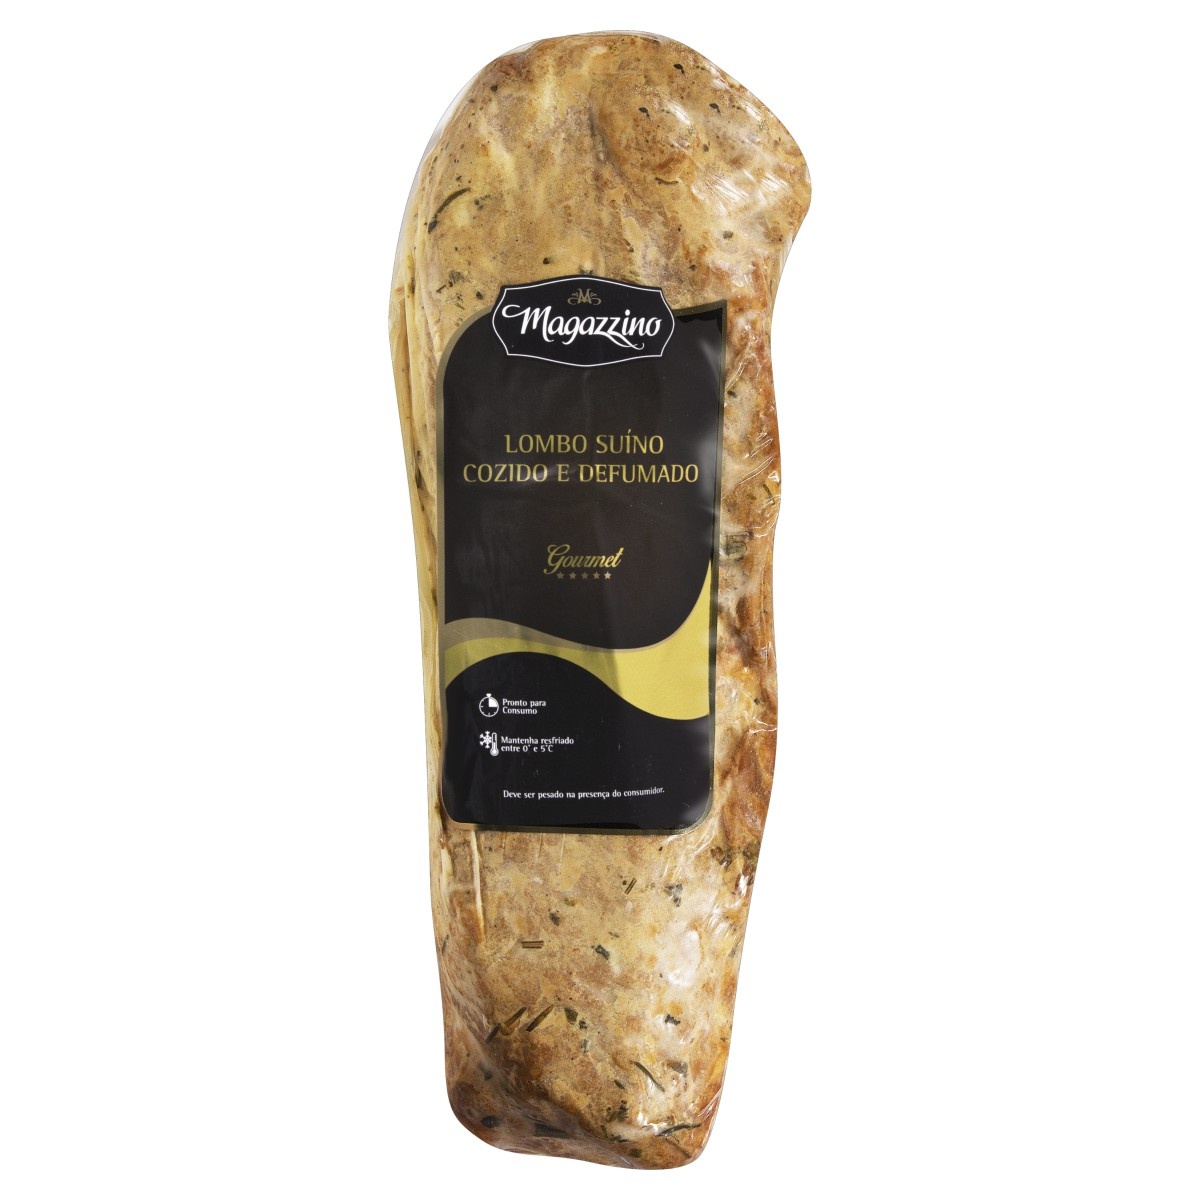 Magazzino
LOMBO SUÍNO
COZIDO E DEFUMADO
Gourmet
Pronto para
Consumo
Mantenha resfriado
entre 0° e 5°C
Deve ser pesado na presença do consumidor.